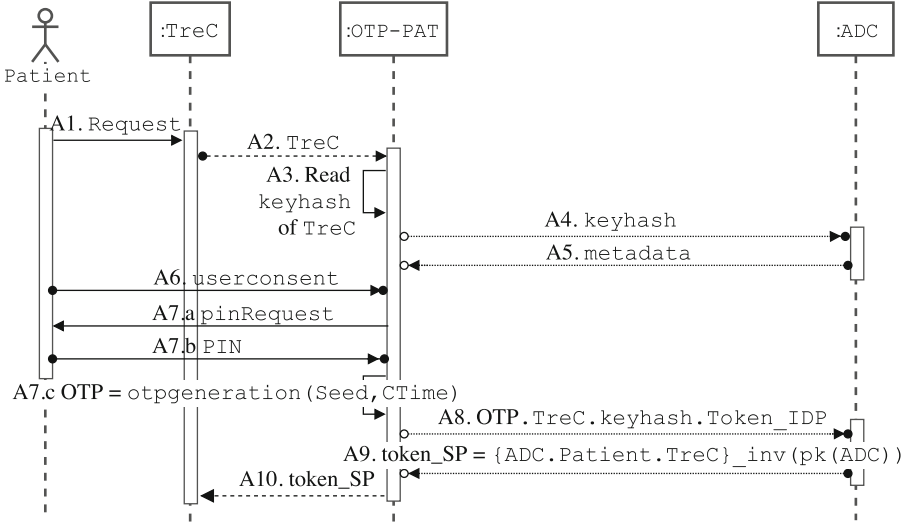 :TreC
:OTP-PAT
:ADC
Patient
A1. Request
A2. TreC
A3. Read
keyhash
of TreC
A4. keyhash
A5. metadata
A6. userconsent
A7.a pinRequest
A7.b PIN
A7.c OTP = otpgeneration(Seed,CTime)
A8. OTP.TreC.keyhash.Token_IDP
A9. token_SP = {ADC.Patient.TreC}_inv(pk(ADC))
A10. token_SP